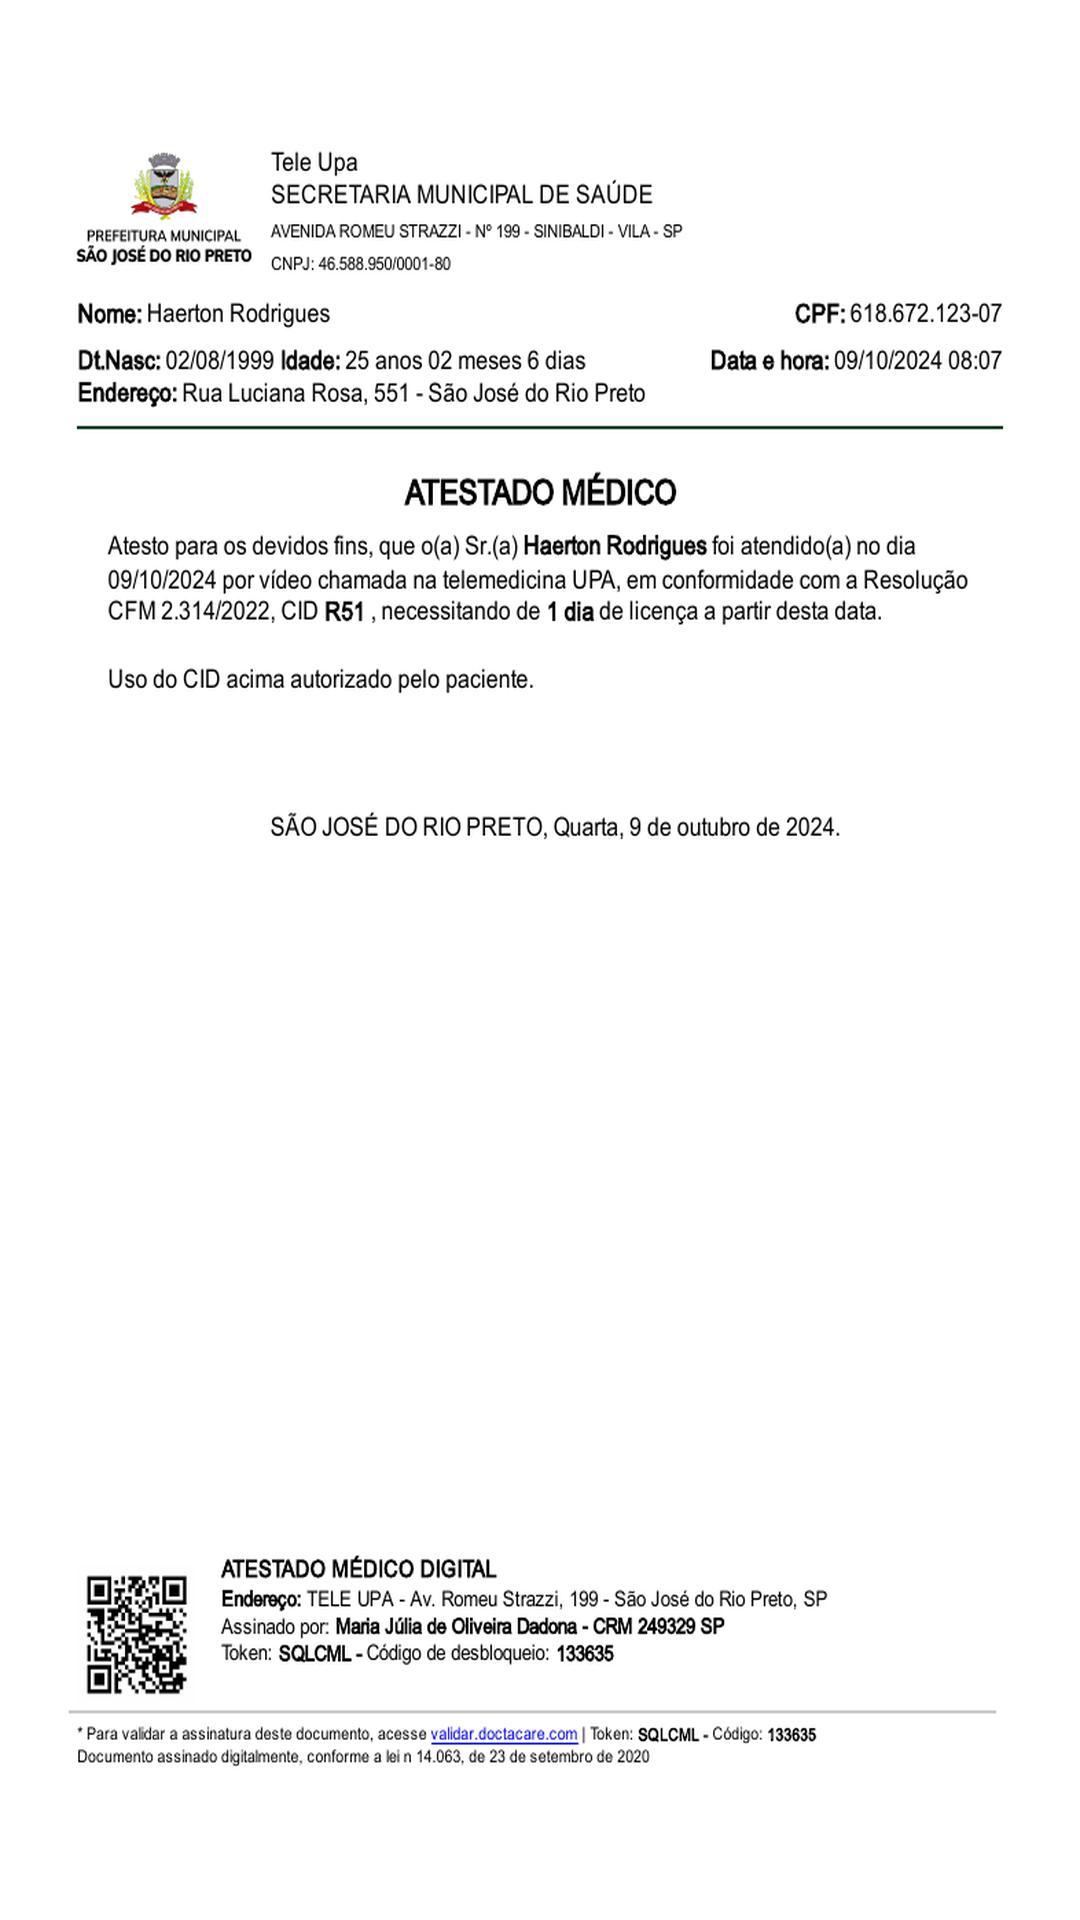 Tele Upa
SECRETARIA MUNICIPAL DE SAÚDE
AVENIDA ROMEU STRAZZI - Nº 199 - SINIBALDI - VILA - SP
CNPJ: 46.588.950/0001-80
PREFEITURA MUNICIPAL
SÃO JOSÉ DO RIO PRETO
Nome: Haerton Rodrigues CPF: 618.672.123-07
Dt.Nasc: 02/08/1999 Idade: 25 anos 02 meses 6 dias Data e hora: 09/10/2024 08:07
Endereço: Rua Luciana Rosa, 551 - São José do Rio Preto
ATESTADO MÉDICO
Atesto para os devidos fins, que o(a) Sr.(a) Haerton Rodrigues foi atendido(a) no dia
09/10/2024 por vídeo chamada na telemedicina UPA, em conformidade com a Resolução
CFM 2.314/2022, CID R51 , necessitando de 1 dia de licença a partir desta data.
Uso do CID acima autorizado pelo paciente.
SÃO JOSÉ DO RIO PRETO, Quarta, 9 de outubro de 2024.
ATESTADO MÉDICO DIGITAL
Endereço: TELE UPA - Av. Romeu Strazzi, 199 - São José do Rio Preto, SP
Assinado por: Maria Júlia de Oliveira Dadona - CRM 249329 SP
Token: SQLCML - Código de desbloqueio: 133635
* Para validar a assinatura deste documento, acesse validar.doctacare.com | Token: SQLCML - Código: 133635
Documento assinado digitalmente, conforme a lei n 14.063, de 23 de setembro de 2020